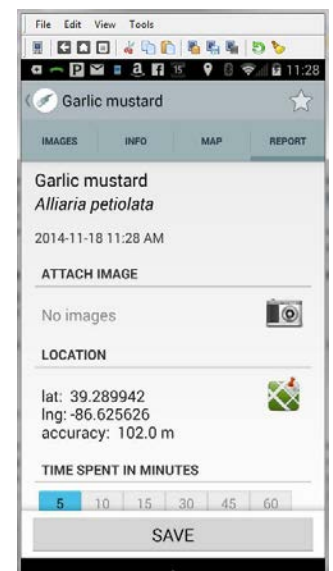 File Edit View Tools
11:28
Garlic mustard
IMAGES INFO MAP REPORT
Garlic mustard
Alliaria petiolata
2014-11-18 11:28 AM
ATTACH IMAGE
No images
LOCATION
lat: 39.289942
lng: -86.625626
accuracy: 102.0 m
TIME SPENT IN MINUTES
5 10 15 30 45 60
SAVE